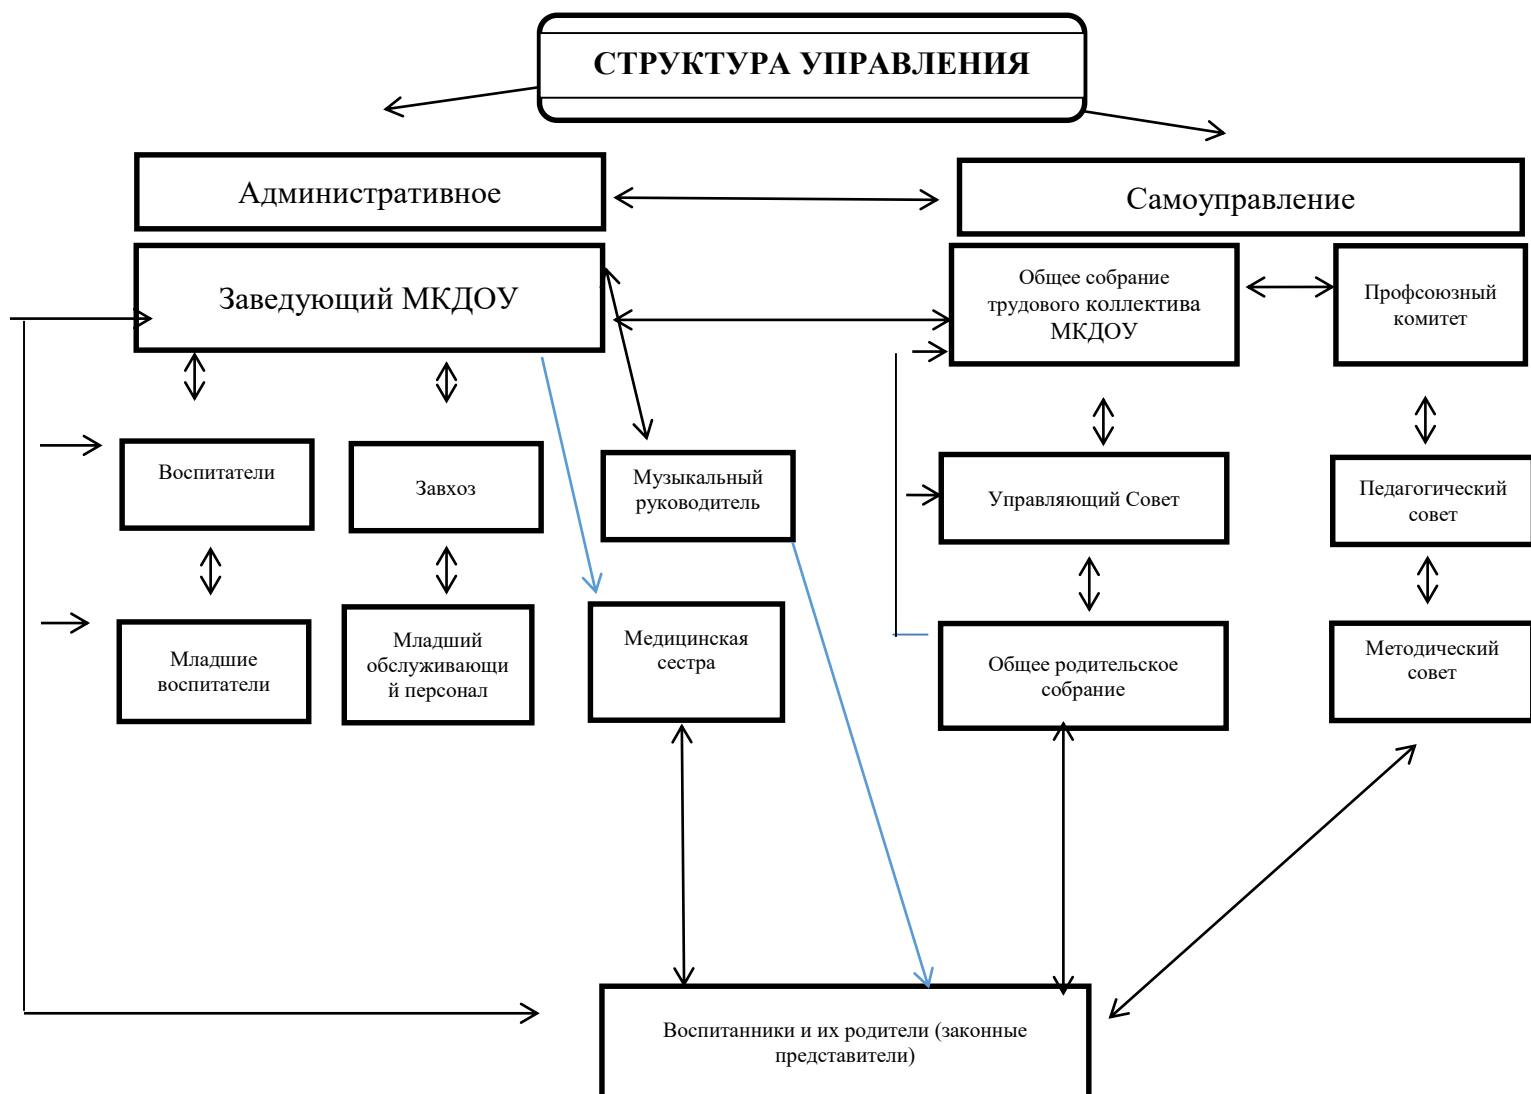 СТРУКТУРА УПРАВЛЕНИЯ
Административное
Самоуправление
Заведующий МКДОУ
Общее собрание
трудового коллектива
МКДОУ
Профсоюзный
комитет
Воспитатели
Завхоз
Музыкальный
руководитель
Управляющий Совет
Педагогический
совет
Младшие
воспитатели
Младший
обслуживающи
й персонал
Медицинская
сестра
Общее родительское
собрание
Методический
совет
Воспитанники и их родители (законные
представители)